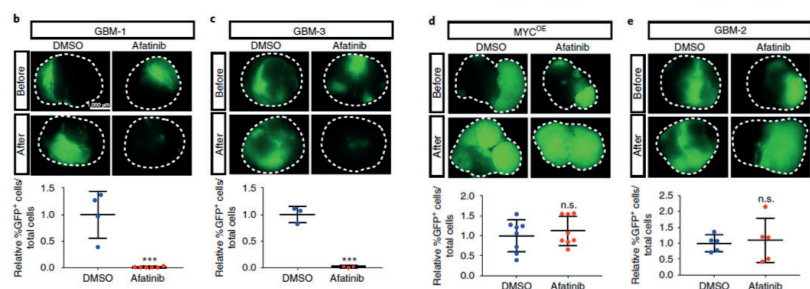 b GBM-1
DMSO Afatinib
Before
After
Relative %GFP+ cells/
total cells
1.5
1.0
0.5
0.0
***
DMSO Afatinib
c GBM-3
DMSO Afatinib
Before
After
Relative %GFP+ cells/
total cells
1.5
1.0
0.5
0.0
***
DMSO Afatinib
d MYCOE
DMSO Afatinib
Before
After
Relative %GFP+ cells/
total cells
2.0
1.5
1.0
0.5
0.0
n.s.
DMSO Afatinib
e GBM-2
DMSO Afatinib
Before
After
Relative %GFP+ cells/
total cells
2.5
2.0
1.5
1.0
0.5
0.0
n.s.
DMSO Afatinib